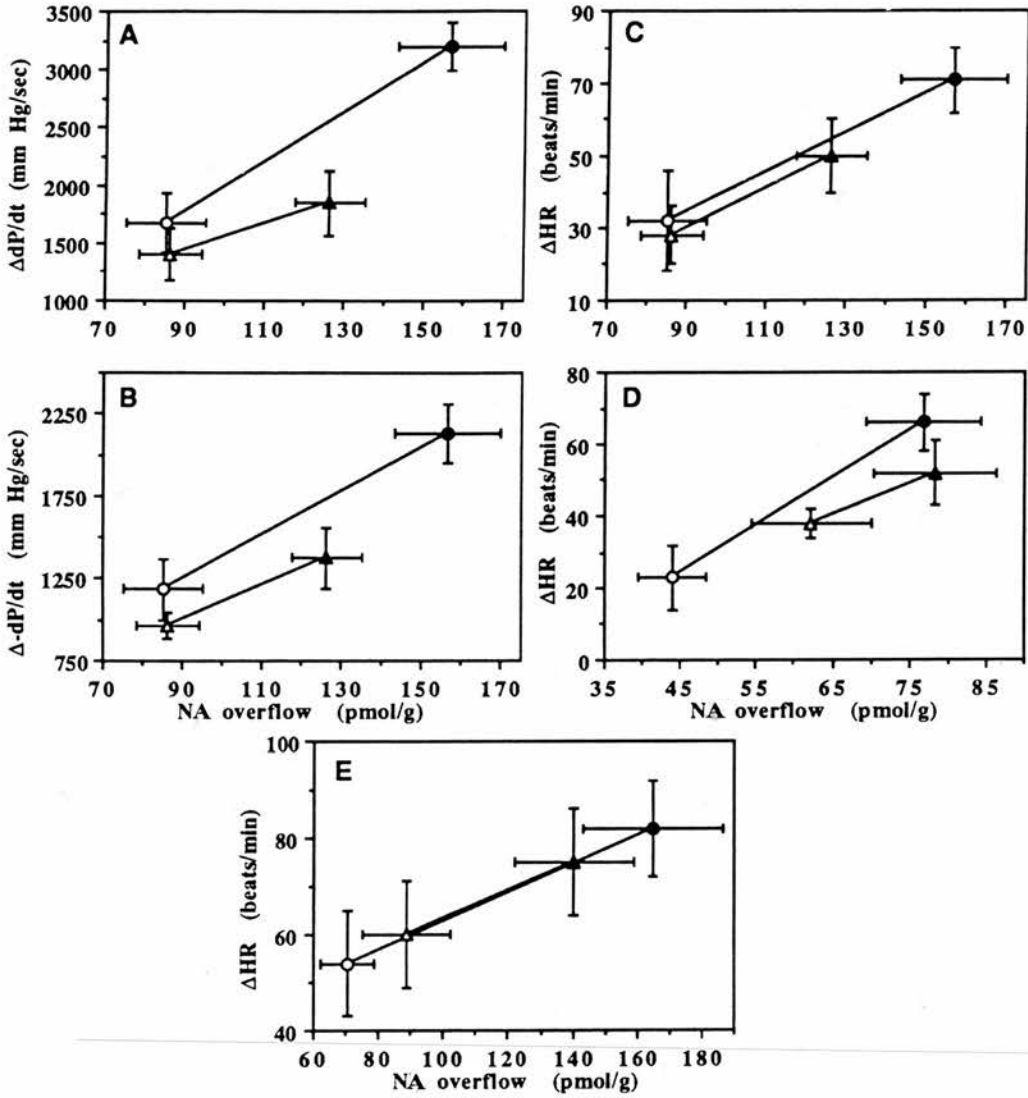 A
ΔdP/dt (mm Hg/sec)
3500
3000
2500
2000
1500
1000
70 90 110 130 150 170
C
ΔHR (beats/min)
90
70
50
30
10
70 90 110 130 150 170
B
Δ-dP/dt (mm Hg/sec)
2250
1750
1250
750
70 90 110 130 150 170
NA overflow (pmol/g)
D
ΔHR (beats/min)
80
60
40
20
0
35 45 55 65 75 85
NA overflow (pmol/g)
E
ΔHR (beats/min)
100
80
60
40
60 80 100 120 140 160 180
NA overflow (pmol/g)